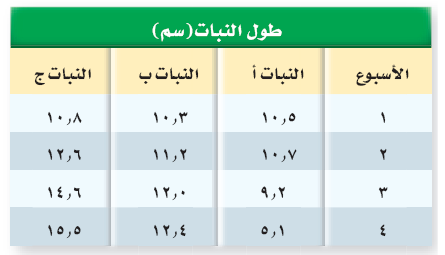 طول النبات(سم)
الأسبوع النبات أ النبات ب النبات ج
١ ١٠٫٥ ١٠٫٣ ١٠٫٨
٢ ١٠٫٧ ١١٫٢ ١٢٫٦
٣ ٩٫٢ ١٢٫٠ ١٤٫٦
٤ ٥٫١ ١٢٫٤ ١٥٫٥